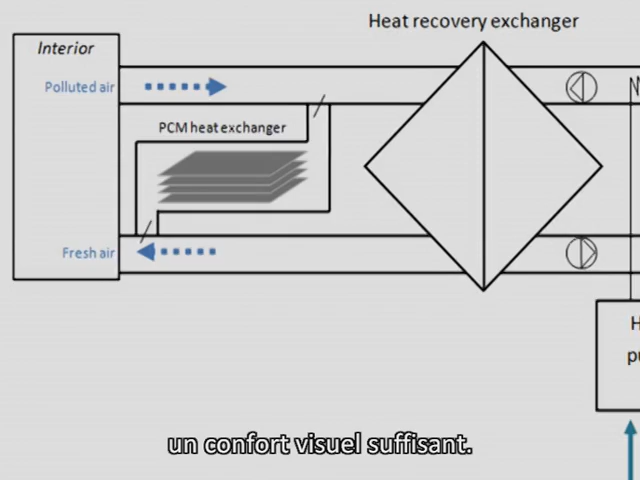 Heat recovery exchanger
Interior
Polluted air
PCM heat exchanger
Fresh air
un confort visuel suffisant.